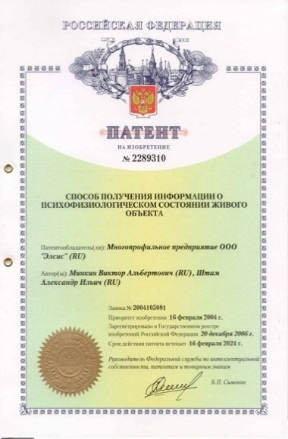 РОССИЙСКАЯ ФЕДЕРАЦИЯ
ПАТЕНТ
НА ИЗОБРЕТЕНИЕ
№ 2289310
СПОСОБ ПОЛУЧЕНИЯ ИНФОРМАЦИИ О
ПСИХОФИЗИОЛОГИЧЕСКОМ СОСТОЯНИИ ЖИВОГО
ОБЪЕКТА
Патентообладатель(ли): Многопрофильное предприятие ООО
"Элсис" (RU)
Автор(ы): Минкин Виктор Альбертович (RU), Штам
Александр Ильич (RU)
Заявка № 2004105081
Приоритет изобретения 16 февраля 2004 г.
Зарегистрировано в Государственном реестре
изобретений Российской Федерации 20 декабря 2006 г.
Срок действия патента истекает 16 февраля 2024 г.
Руководитель Федеральной службы по интеллектуальной
собственности, патентам и товарным знакам
Б.П. Симонов